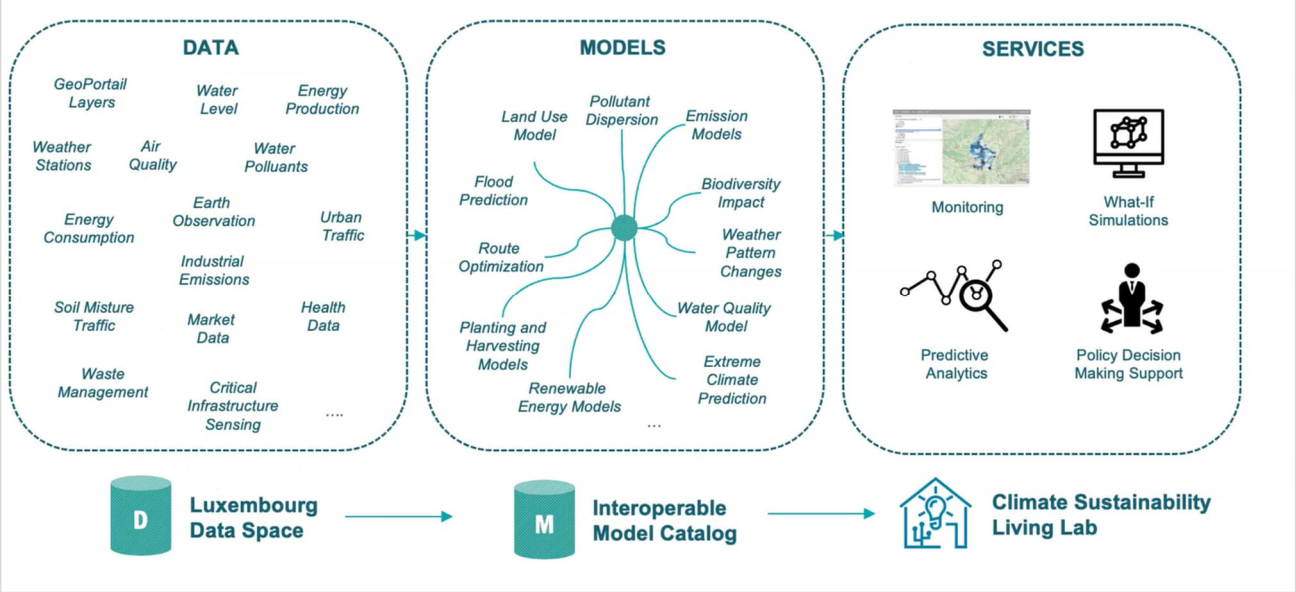 DATA
GeoPortail
Layers
Water
Level
Energy
Production
Weather
Stations
Air
Quality
Water
Polluants
Energy
Consumption
Earth
Observation
Urban
Traffic
Industrial
Emissions
Soil Misture
Traffic
Market
Data
Health
Data
Waste
Management
Critical
Infrastructure
Sensing
....
MODELS
Land Use
Model
Pollutant
Dispersion
Emission
Models
Flood
Prediction
Biodiversity
Impact
Route
Optimization
Weather
Pattern
Changes
Planting and
Harvesting
Models
Water Quality
Model
Renewable
Energy Models
Extreme
Climate
Prediction
...
SERVICES
Monitoring
What-If
Simulations
Predictive
Analytics
Policy Decision
Making Support
D
Luxembourg
Data Space
M
Interoperable
Model Catalog
Climate Sustainability
Living Lab